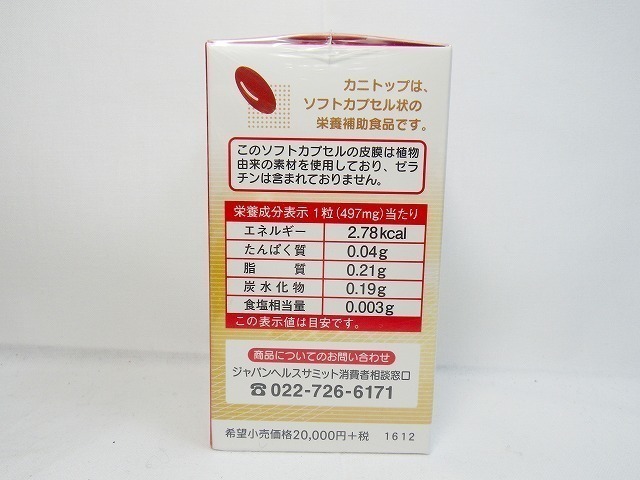 カニトップは、
ソフトカプセル状の
栄養補助食品です。
このソフトカプセルの皮膜は植物
由来の素材を使用しており、ゼラ
チンは含まれておりません。
栄養成分表示 1粒(497mg)当たり
エネルギー 2.78kcal
たんぱく質 0.04g
脂質 0.21g
炭水化物 0.19g
食塩相当量 0.003g
この表示値は目安です。
商品についてのお問い合わせ
ジャパンヘルスサミット消費者相談窓口
☎022-726-6171
希望小売価格20,000円+税 1612